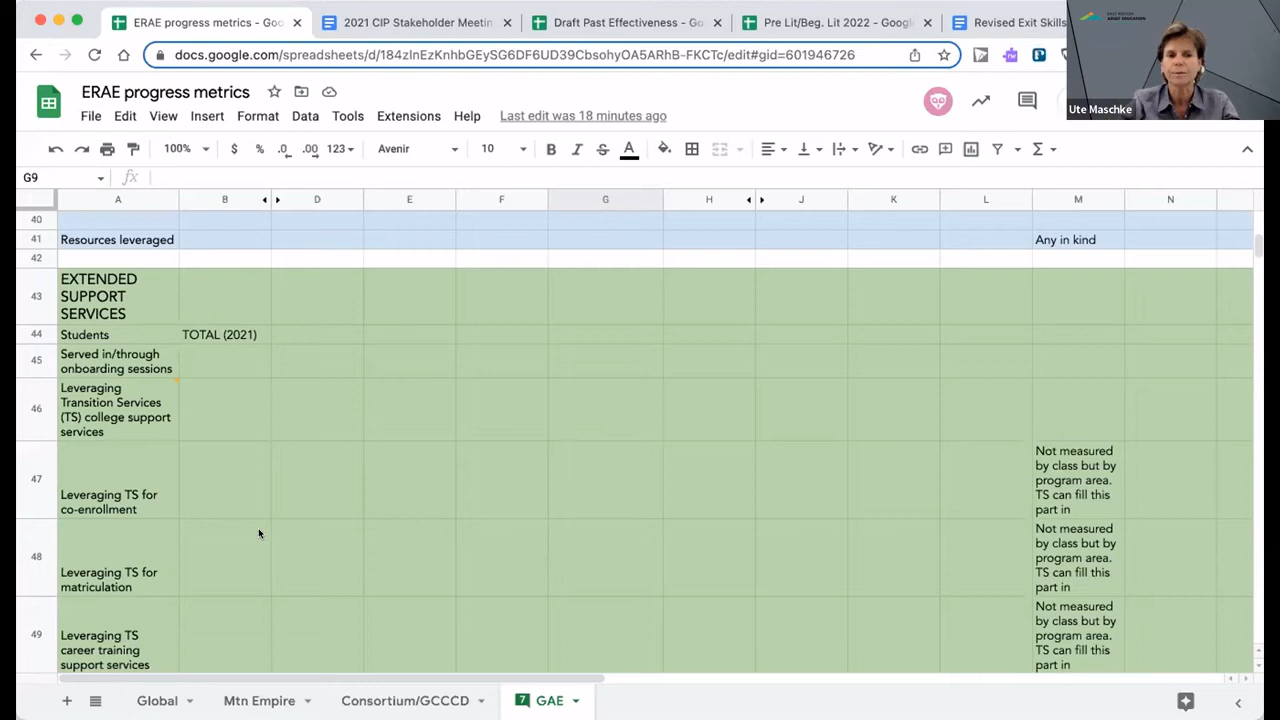 ERAE progress metrics - Goo
2021 CIP Stakeholder Meetin
Draft Past Effectiveness - Go
Pre Lit/Beg. Lit 2022 - Google
Revised Exit Skills
docs.google.com/spreadsheets/d/184zlnEzKnhbGEySG6DF6UD39CbsohyOA5ARhB-FKCTc/edit#gid=601946726
EAST REGION
ADULT EDUCATION
Ute Maschke
ERAE progress metrics
File Edit View Insert Format Data Tools Extensions Help Last edit was 18 minutes ago
100% $ % .0 .00 123 Avenir 10 B I S A
G9 fx
A B D E F G H J K L M N
40
41 Resources leveraged Any in kind
42
43 EXTENDED
SUPPORT
SERVICES
44 Students TOTAL (2021)
45 Served in/through
onboarding sessions
46 Leveraging
Transition Services
(TS) college support
services
47 Leveraging TS for
co-enrollment
Not measured
by class but by
program area.
TS can fill this
part in
48 Leveraging TS for
matriculation
Not measured
by class but by
program area.
TS can fill this
part in
49 Leveraging TS
career training
support services
Not measured
by class but by
program area.
TS can fill this
part in
Global Mtn Empire Consortium/GCCCD 7 GAE